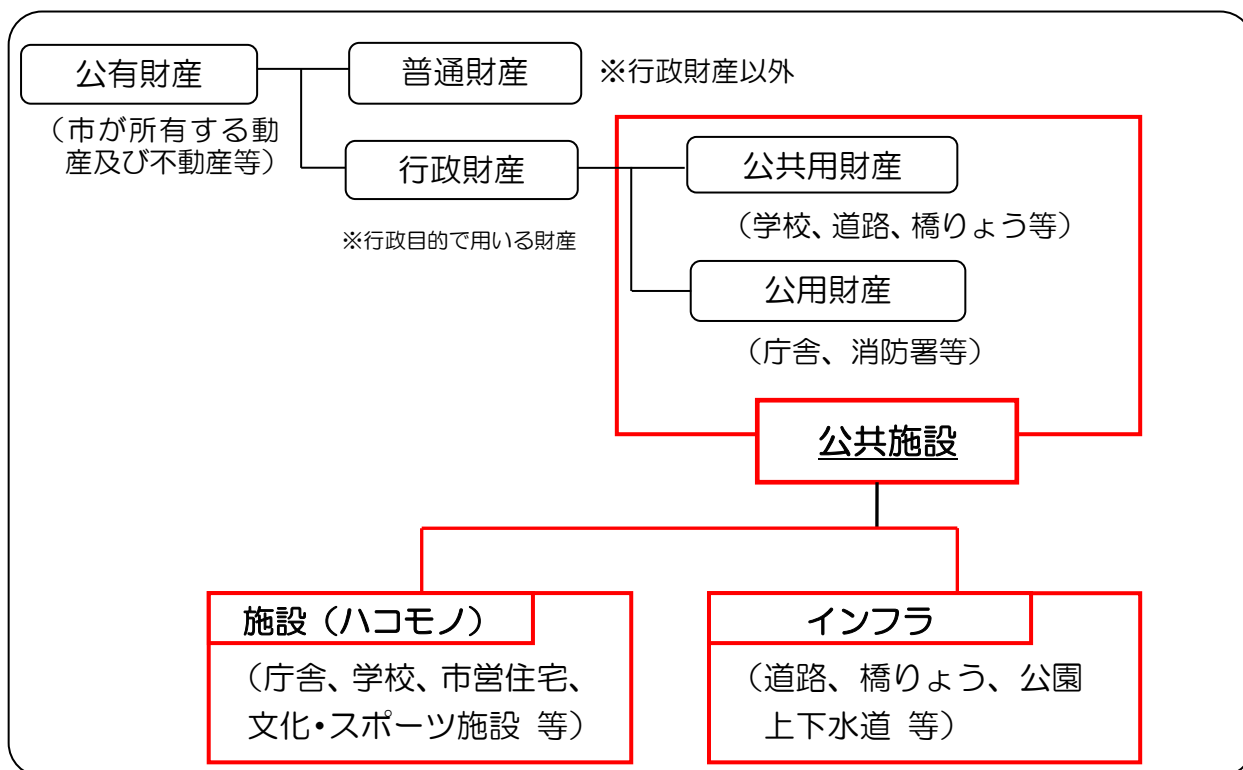 公有財産
(市が所有する動
産及び不動産等)
普通財産
※行政財産以外
行政財産
※行政目的で用いる財産
公共用財産
(学校、道路、橋りょう等)
公用財産
(庁舎、消防署等)
公共施設
施設(ハコモノ)
(庁舎、学校、市営住宅、
文化・スポーツ施設 等)
インフラ
(道路、橋りょう、公園
上下水道 等)